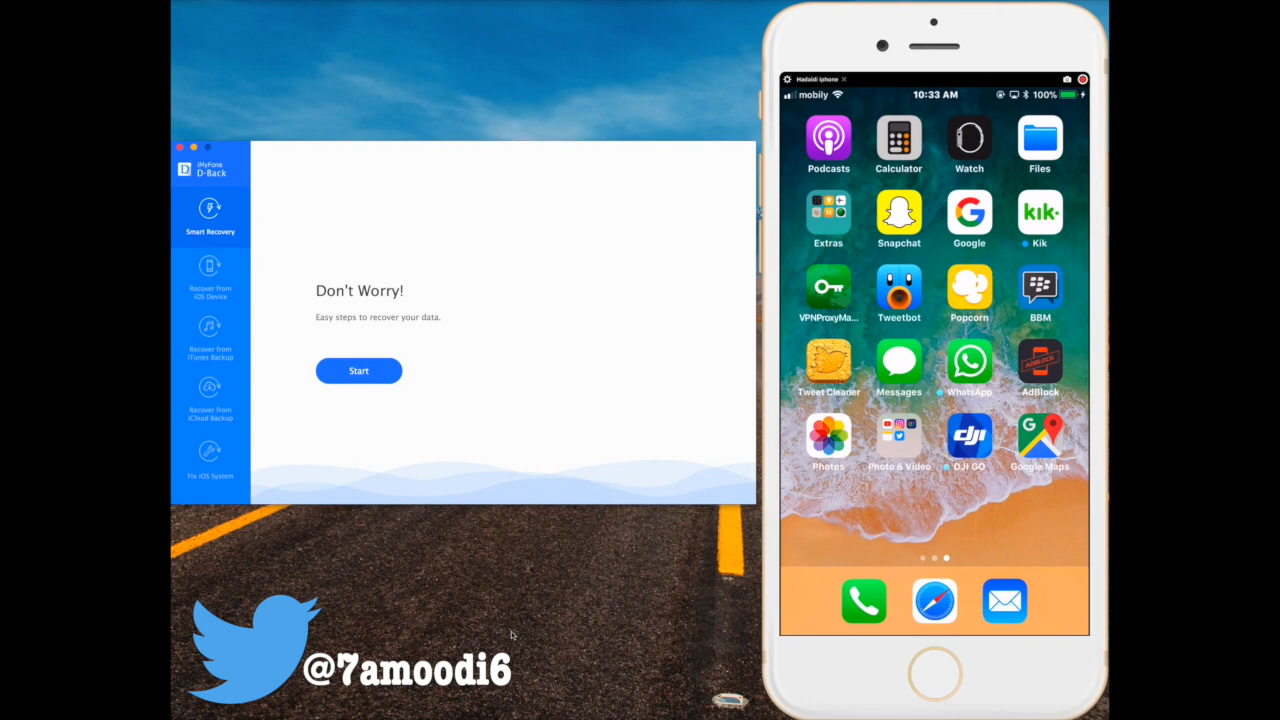 iMyFone
D-Back
Smart Recovery
Recover from
iOS Device
Recover from
iTunes Backup
Recover from
iCloud Backup
Fix iOS System
Don't Worry!
Easy steps to recover your data.
Start
@7amoodi6
Hadaidi iphone
mobily 10:33 AM 100%
Podcasts Calculator Watch Files
Extras Snapchat Google kik Kik
VPNProxyMa... Tweetbot Popcorn BBM
ADBLOCK
Tweet Cleaner Messages WhatsApp AdBlock
dji G
Photos Photo & Video DJI GO Google Maps